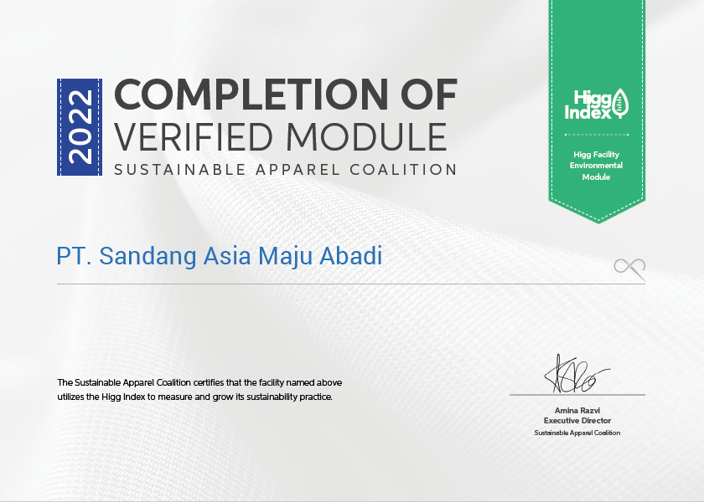 2022
COMPLETION OF
VERIFIED MODULE
SUSTAINABLE APPAREL COALITION
Higg
Index
Higg Facility
Environmental
Module
PT. Sandang Asia Maju Abadi
The Sustainable Apparel Coalition certifies that the facility named above
utilizes the Higg Index to measure and grow its sustainability practice.
Amina Razvi
Executive Director
Sustainable Apparel Coalition